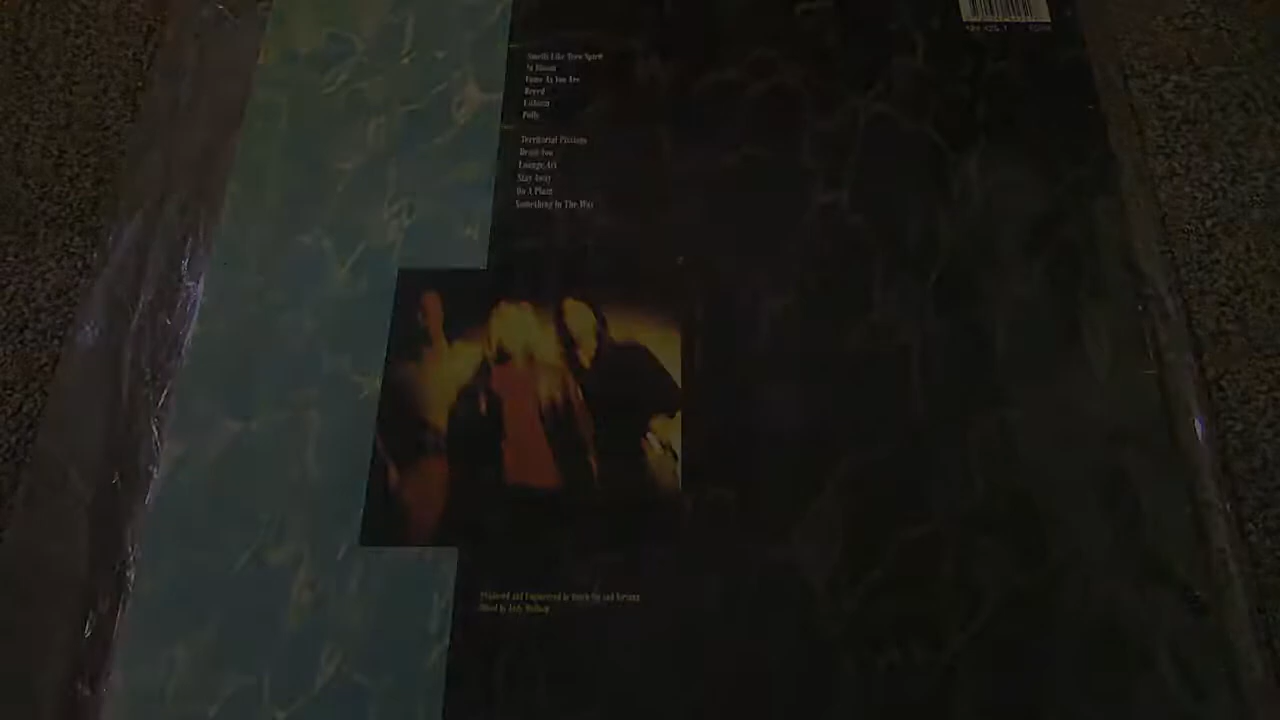 Smells Like Teen Spirit
In Bloom
Come As You Are
Breed
Lithium
Polly
Territorial Pissings
Drain You
Lounge Act
Stay Away
On A Plain
Something In The Way
Produced and Engineered by Butch Vig and Nirvana
Mixed by Andy Wallace